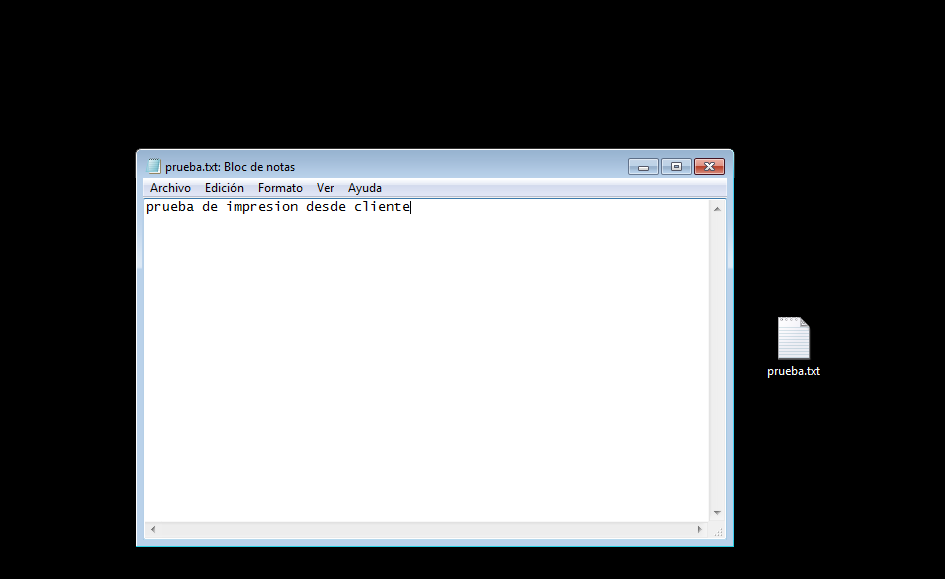 prueba.txt: Bloc de notas
Archivo Edición Formato Ver Ayuda
prueba de impresion desde cliente
prueba.txt